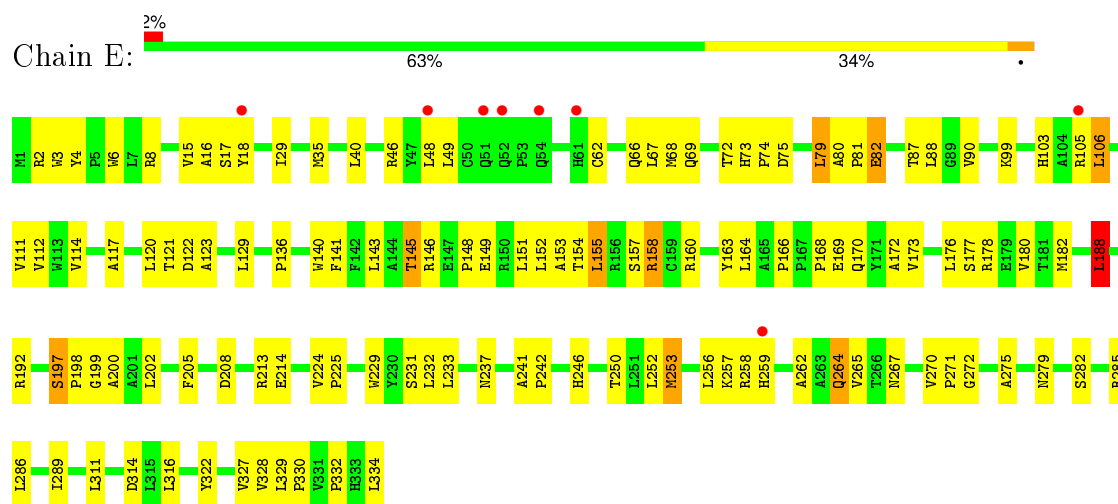 2%
Chain E:
63% 34% •
M1 R2 W3 Y4 P5 W6 L7 R8 V15 A16 S17 Y18 I29 M35 L40 R46 Y47 L48 L49 C50 Q51 Q52 P53 Q54 H61 C62 Q66 L67 M68 Q69 T72 H73 P74 D75 L79 A80 P81 E82 T87 L88 G89 V90 K99 H103 A104 R105 L106
V111 V112 W113 V114 A117 L120 T121 D122 A123 L129 P136 W140 F141 F142 L143 A144 T145 R146 E147 P148 E149 R150 L151 L152 A153 T154 L155 R156 S157 R158 C159 R160 Y163 L164 A165 P166 P167 P168 E169 Q170 Y171 A172 V173 L176 S177 R178 E179 V180 T181 M182 L188
R192 S197 P198 G199 A200 A201 L202 F205 D208 R213 E214 V224 P225 W229 Y230 S231 L232 L233 N237 A241 P242 H246 T250 L251 L252 M253 L256 K257 R258 H259 A262 A263 Q264 V265 T266 N267 V270 P271 G272 A275 N279 S282 R285
L286 I289 L311 D314 L315 L316 Y322 V327 V328 L329 P330 V331 P332 H333 L334